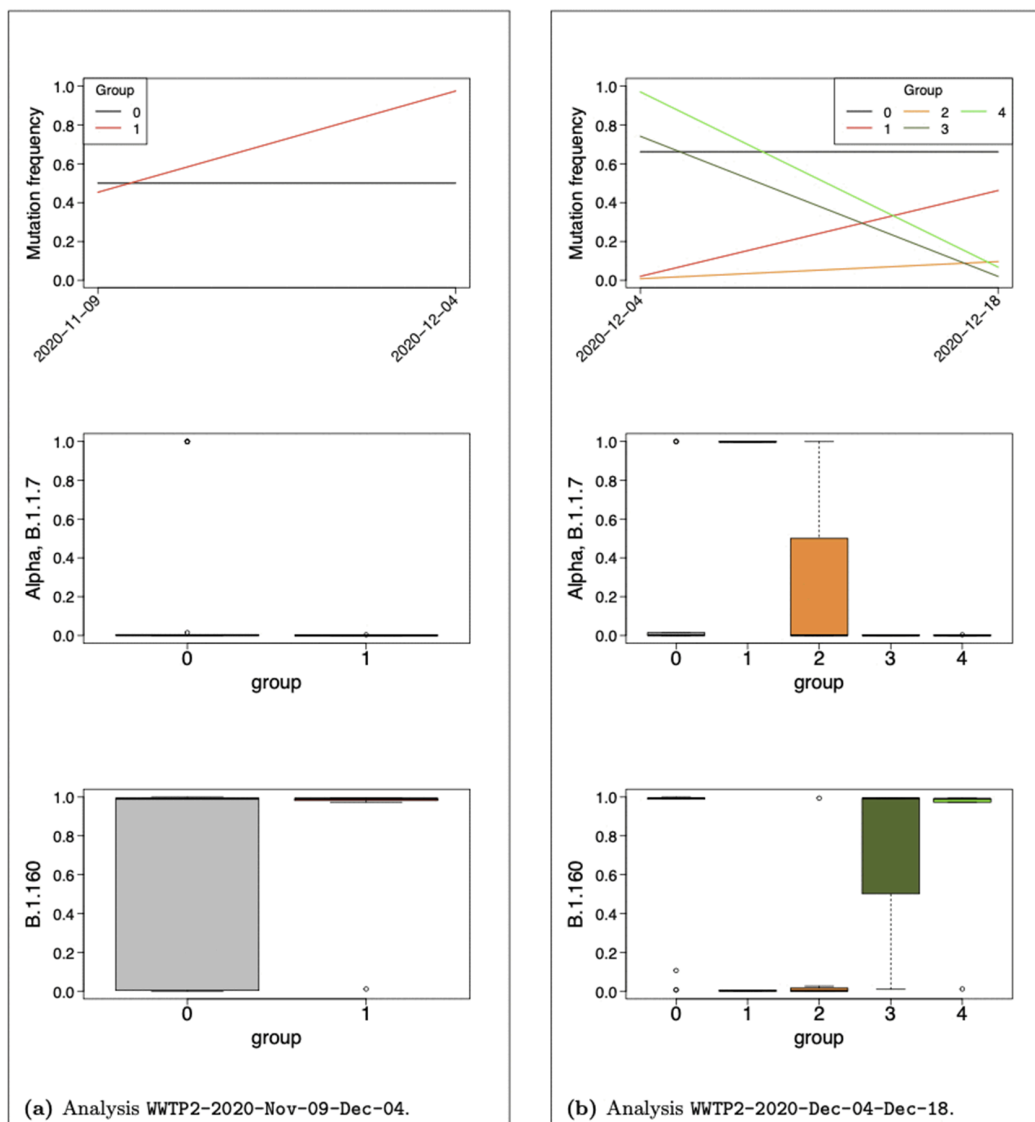 Group
0
1
Mutation frequency
1.0
0.8
0.6
0.4
0.2
0.0
2020-11-09
2020-12-04
Alpha, B.1.1.7
1.0
0.8
0.6
0.4
0.2
0.0
0 1
group
B.1.160
1.0
0.8
0.6
0.4
0.2
0.0
0 1
group
(a) Analysis WWTP2-2020-Nov-09-Dec-04.
Group
0 2 4
1 3
Mutation frequency
1.0
0.8
0.6
0.4
0.2
0.0
2020-12-04
2020-12-18
Alpha, B.1.1.7
1.0
0.8
0.6
0.4
0.2
0.0
0 1 2 3 4
group
B.1.160
1.0
0.8
0.6
0.4
0.2
0.0
0 1 2 3 4
group
(b) Analysis WWTP2-2020-Dec-04-Dec-18.